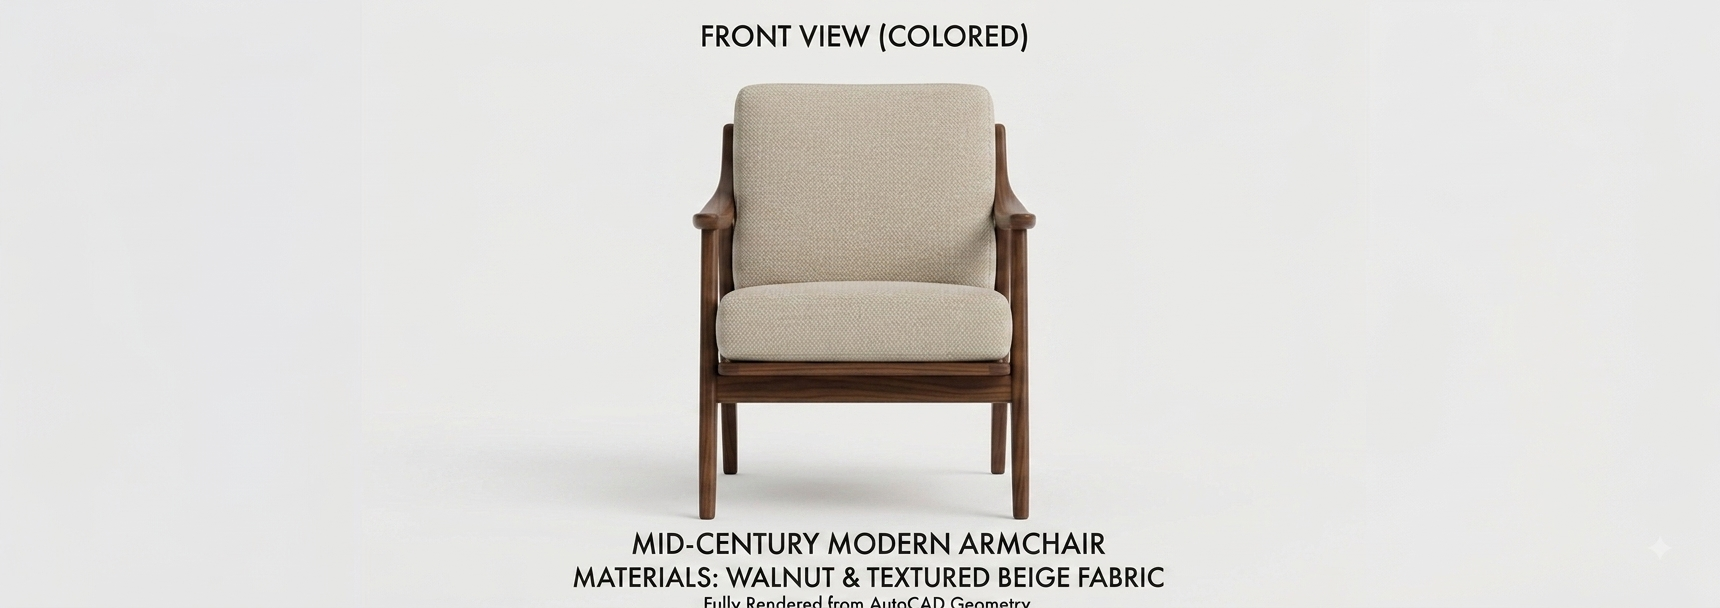 FRONT VIEW (COLORED)
MID-CENTURY MODERN ARMCHAIR
MATERIALS: WALNUT & TEXTURED BEIGE FABRIC
Fully Rendered from AutoCAD Geometry